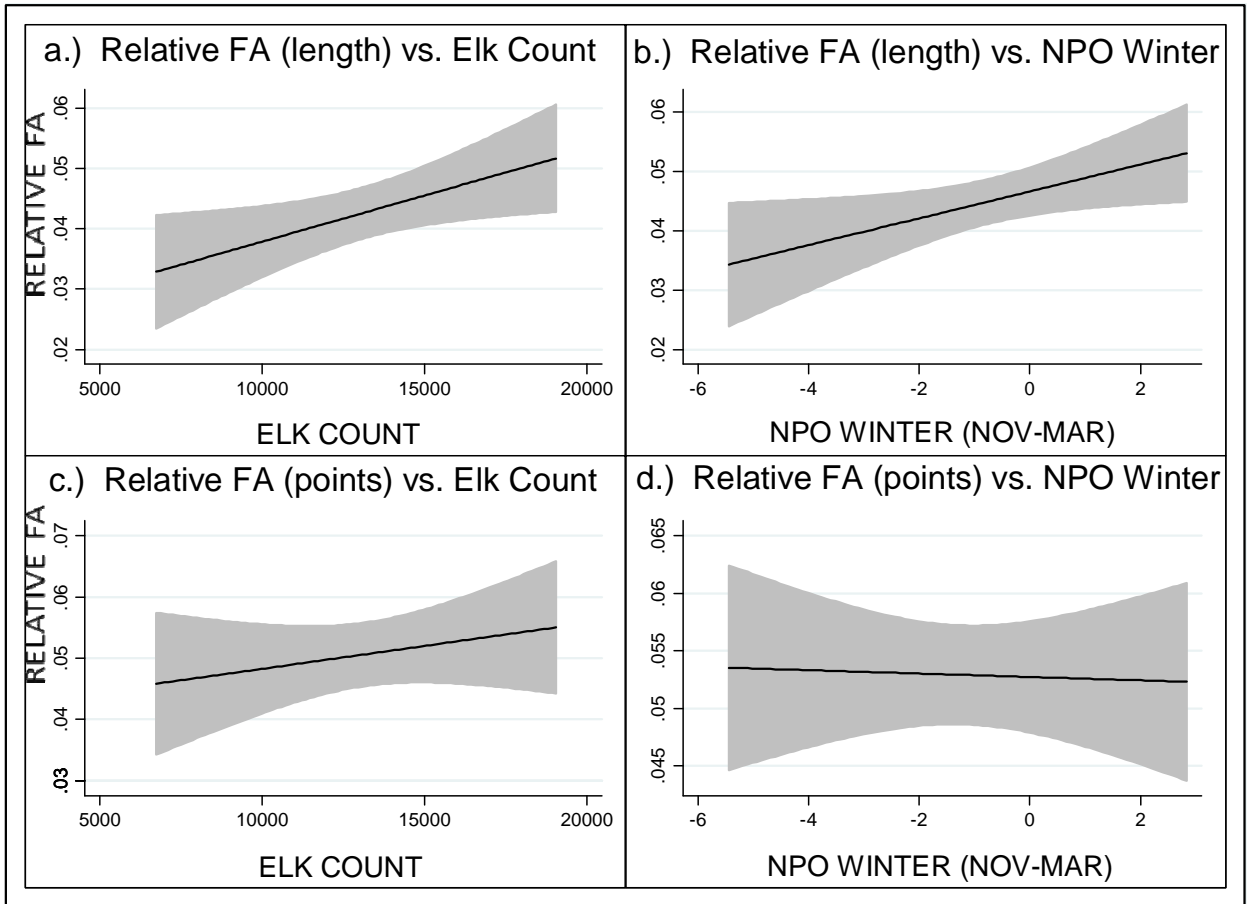 a.) Relative FA (length) vs. Elk Count
RELATIVE FA
.06
.05
.04
.03
.02
5000 10000 15000 20000
ELK COUNT
b.) Relative FA (length) vs. NPO Winter
.06
.05
.04
.03
.02
-6 -4 -2 0 2
NPO WINTER (NOV-MAR)
c.) Relative FA (points) vs. Elk Count
RELATIVE FA
.07
.06
.05
.04
.03
5000 10000 15000 20000
ELK COUNT
d.) Relative FA (points) vs. NPO Winter
.065
.06
.055
.05
.045
-6 -4 -2 0 2
NPO WINTER (NOV-MAR)